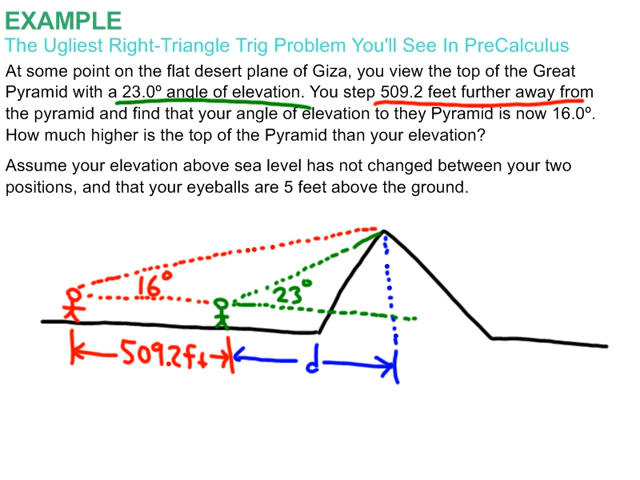 EXAMPLE
The Ugliest Right-Triangle Trig Problem You'll See In PreCalculus
At some point on the flat desert plane of Giza, you view the top of the Great
Pyramid with a 23.0º angle of elevation. You step 509.2 feet further away from
the pyramid and find that your angle of elevation to they Pyramid is now 16.0º.
How much higher is the top of the Pyramid than your elevation?
Assume your elevation above sea level has not changed between your two
positions, and that your eyeballs are 5 feet above the ground.
16°
23°
509.2ft
d